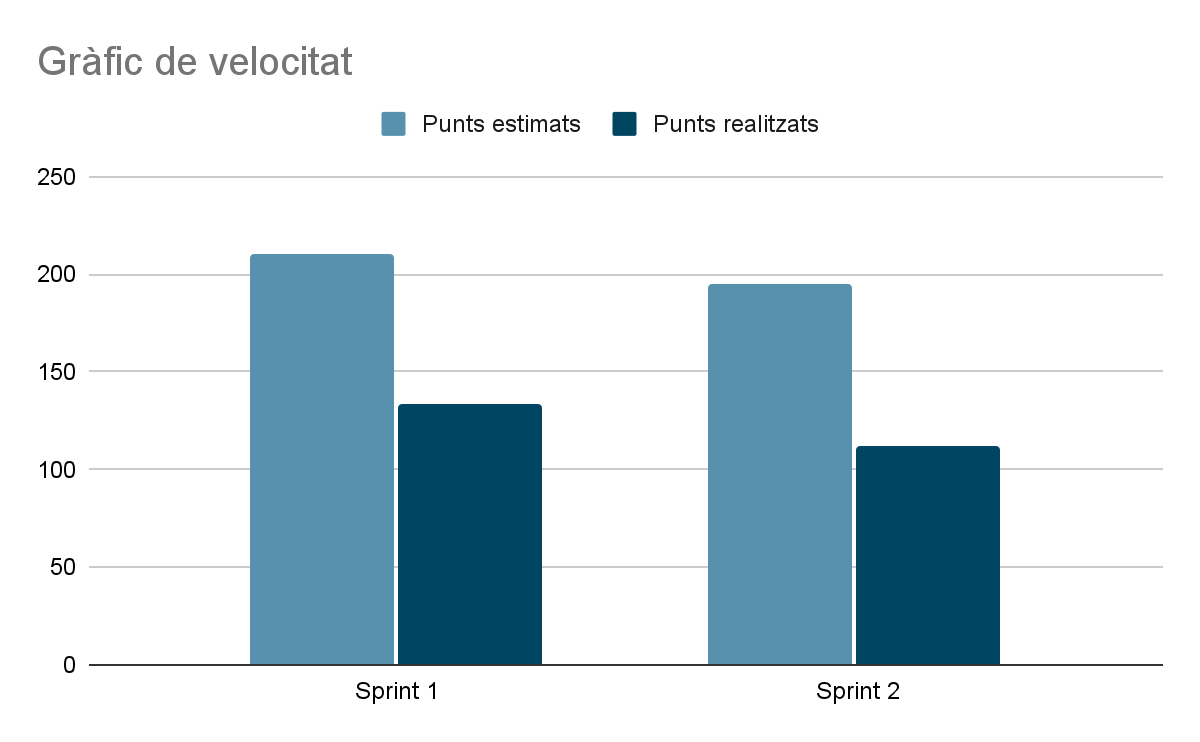 Gràfic de velocitat
Punts estimats Punts realitzats
250
200
150
100
50
0
Sprint 1 Sprint 2